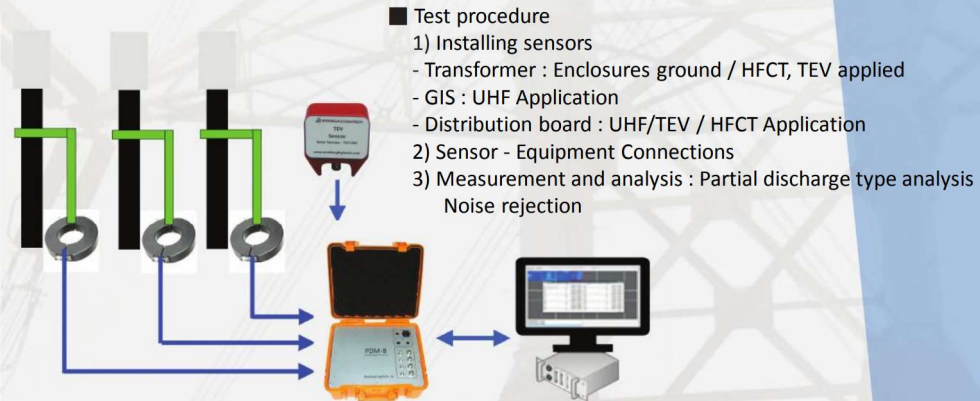 ■ Test procedure
1) Installing sensors
- Transformer : Enclosures ground / HFCT, TEV applied
- GIS : UHF Application
- Distribution board : UHF/TEV / HFCT Application
2) Sensor - Equipment Connections
3) Measurement and analysis : Partial discharge type analysis
Noise rejection
TEV
Sensor
PDM-8